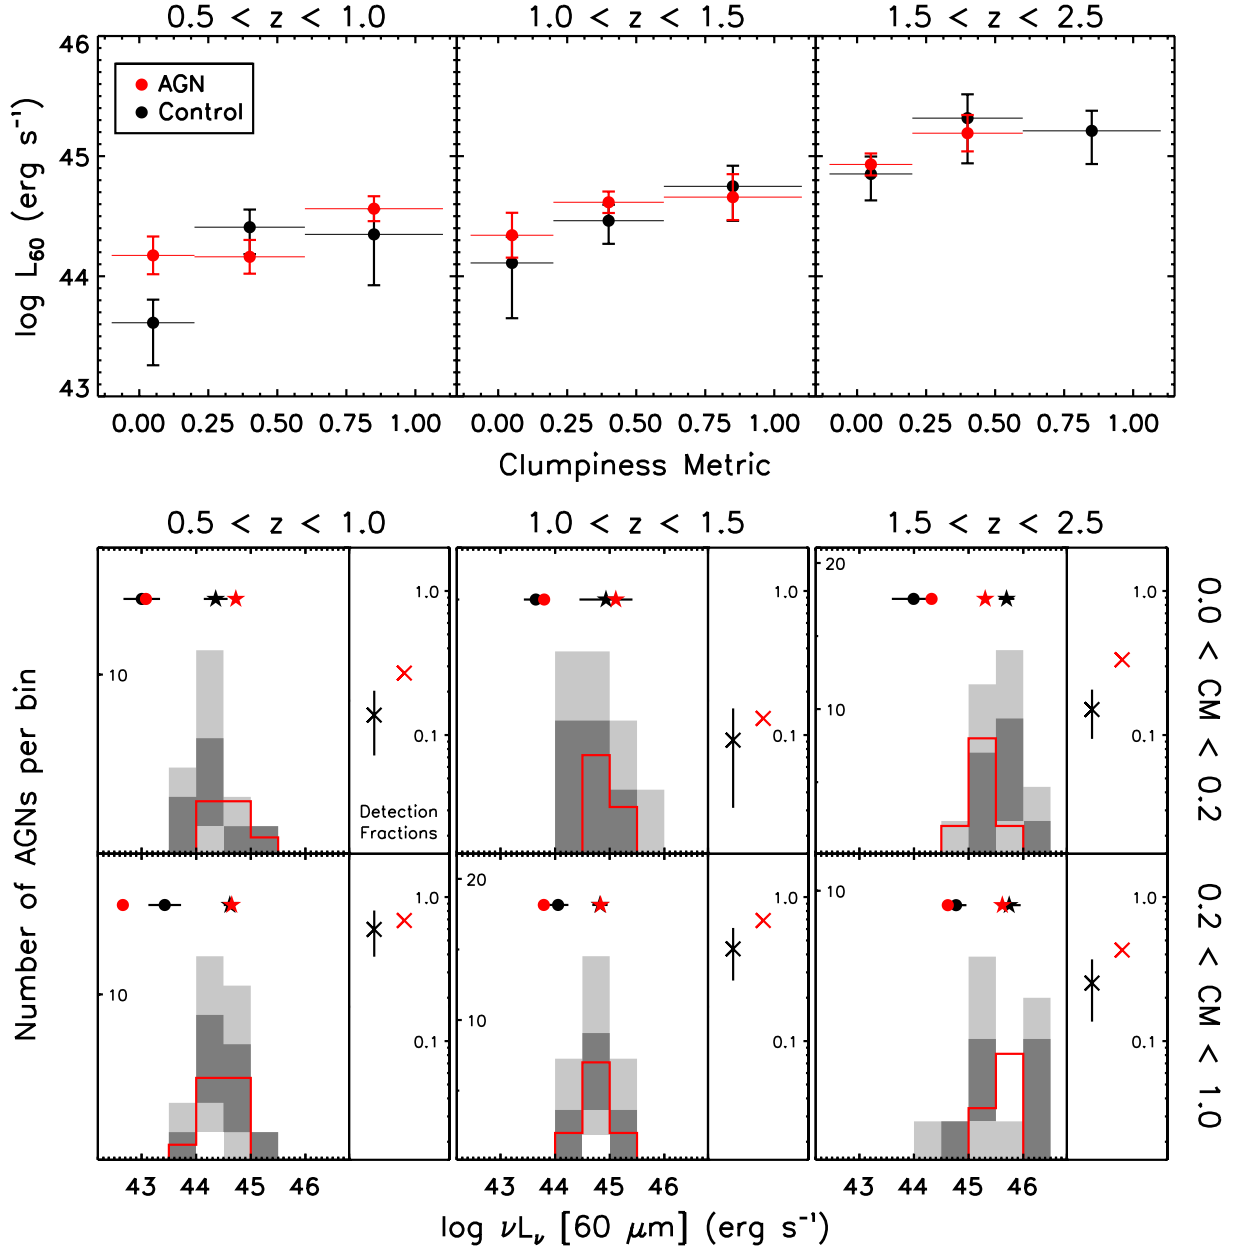 0.5 < z < 1.0
1.0 < z < 1.5
1.5 < z < 2.5
46
45
44
43
log L60 (erg s−1)
AGN
Control
0.00 0.25 0.50 0.75 1.00
0.00 0.25 0.50 0.75 1.00
0.00 0.25 0.50 0.75 1.00
Clumpiness Metric
0.5 < z < 1.0
1.0 < z < 1.5
1.5 < z < 2.5
Number of AGNs per bin
10
1.0
0.1
Detection
Fractions
1.0
0.1
20
10
1.0
0.1
0.0 < CM < 0.2
10
1.0
0.1
20
10
1.0
0.1
10
1.0
0.1
0.2 < CM < 1.0
43 44 45 46
43 44 45 46
43 44 45 46
log νLν [60 μm] (erg s−1)